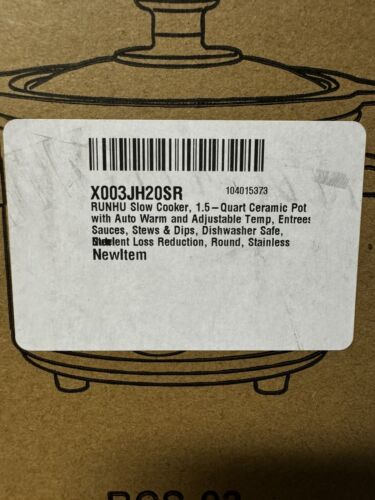 X003JH20SR 104015373
RUNHU Slow Cooker, 1.5-Quart Ceramic Pot
with Auto Warm and Adjustable Temp, Entrees
Sauces, Stews & Dips, Dishwasher Safe,
Loss Reduction, Round, Stainless
NewItem